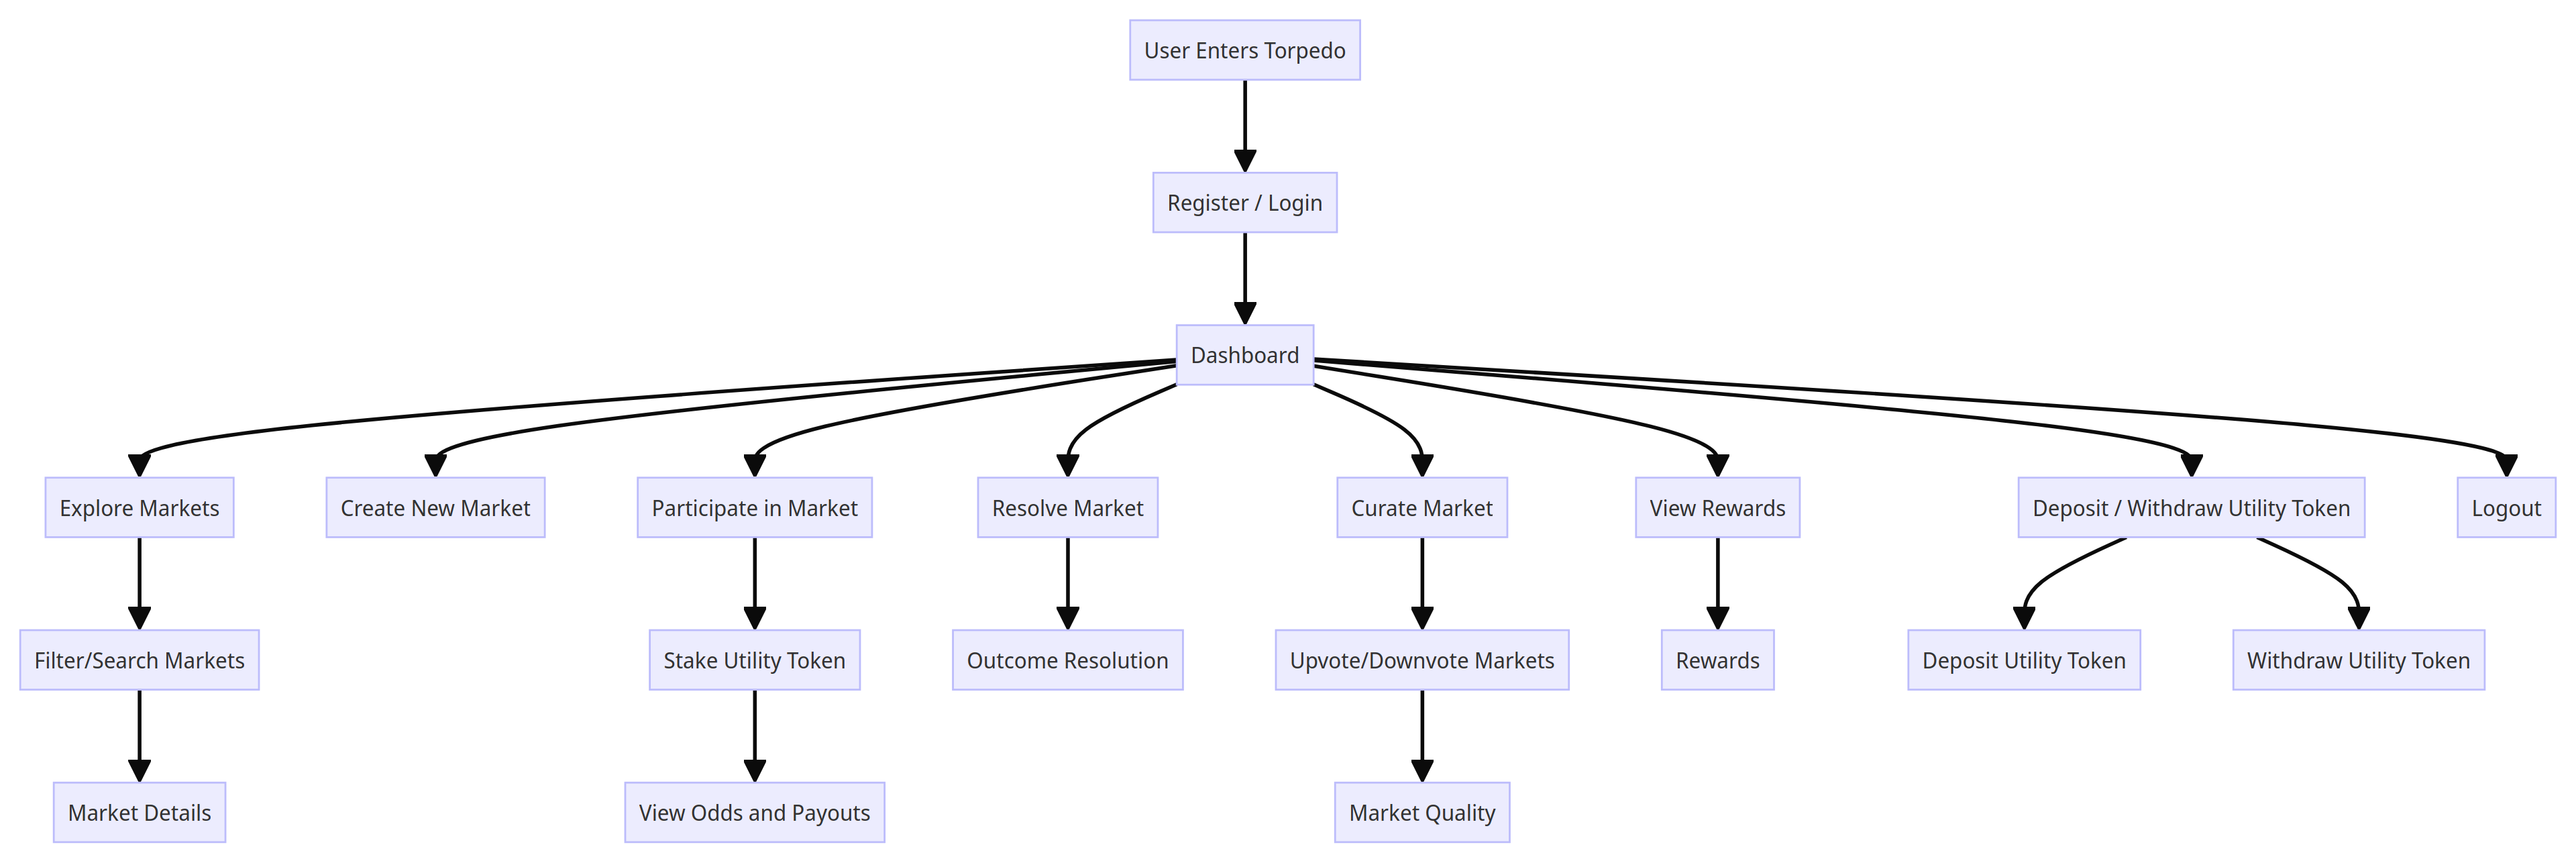 User Enters Torpedo
Register / Login
Dashboard
Explore Markets
Create New Market
Participate in Market
Resolve Market
Curate Market
View Rewards
Deposit / Withdraw Utility Token
Logout
Filter/Search Markets
Stake Utility Token
Outcome Resolution
Upvote/Downvote Markets
Rewards
Deposit Utility Token
Withdraw Utility Token
Market Details
View Odds and Payouts
Market Quality